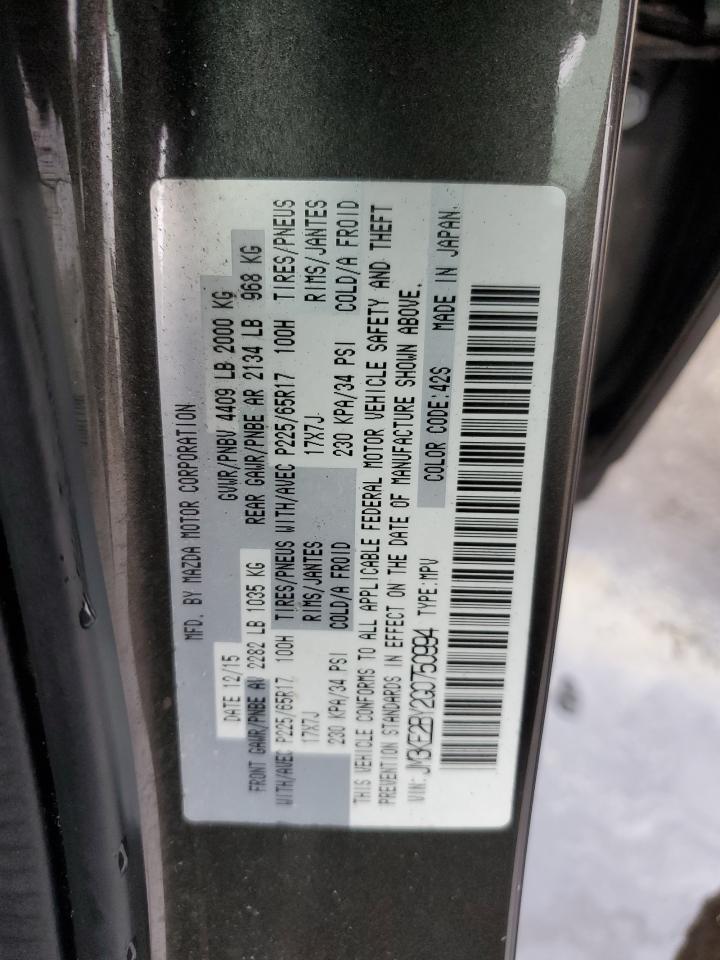 MFD. BY MAZDA MOTOR CORPORATION
DATE 12/15 GVWR/PNBV 4409 LB 2000 KG
FRONT GAWR/PNBE AV 2282 LB 1035 KG REAR GAWR/PNBE AR 2134 LB 968 KG
WITH/AVEC P225/65R17 100H TIRES/PNEUS WITH/AVEC P225/65R17 100H TIRES/PNEUS
17X7J RIMS/JANTES 17X7J RIMS/JANTES
230 KPA/34 PSI COLD/A FROID 230 KPA/34 PSI COLD/A FROID
THIS VEHICLE CONFORMS TO ALL APPLICABLE FEDERAL MOTOR VEHICLE SAFETY AND THEFT
PREVENTION STANDARDS IN EFFECT ON THE DATE OF MANUFACTURE SHOWN ABOVE.
VIN:JM3KE2BY2G0750994 TYPE:MPV COLOR CODE:42S MADE IN JAPAN